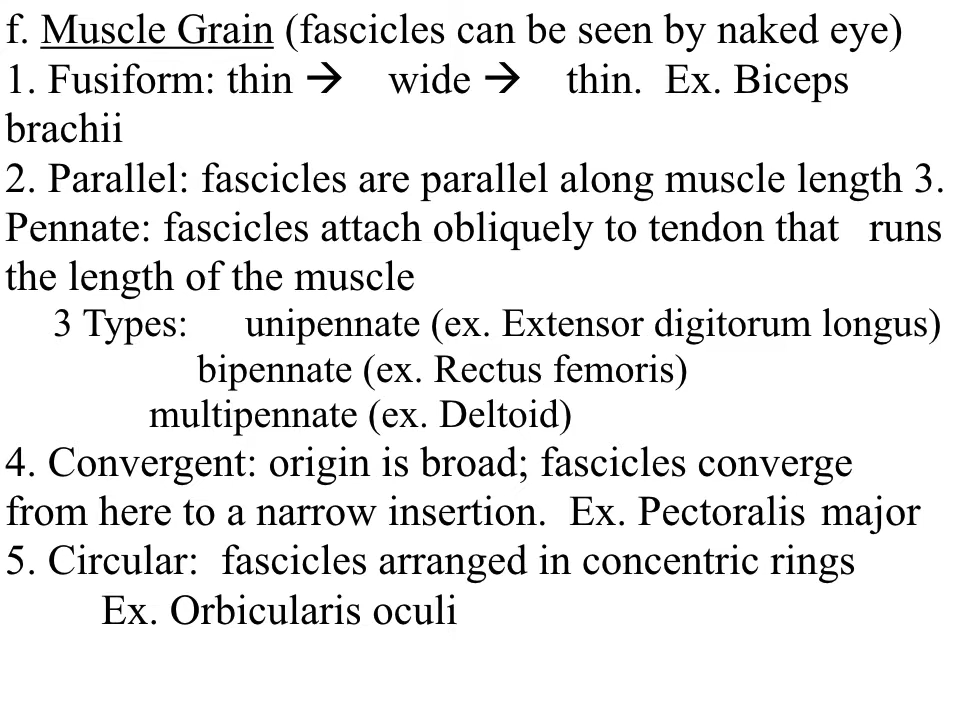 f. Muscle Grain (fascicles can be seen by naked eye)
1. Fusiform: thin → wide → thin. Ex. Biceps
brachii
2. Parallel: fascicles are parallel along muscle length 3.
Pennate: fascicles attach obliquely to tendon that runs
the length of the muscle
3 Types: unipennate (ex. Extensor digitorum longus)
bipennate (ex. Rectus femoris)
multipennate (ex. Deltoid)
4. Convergent: origin is broad; fascicles converge
from here to a narrow insertion. Ex. Pectoralis major
5. Circular: fascicles arranged in concentric rings
Ex. Orbicularis oculi